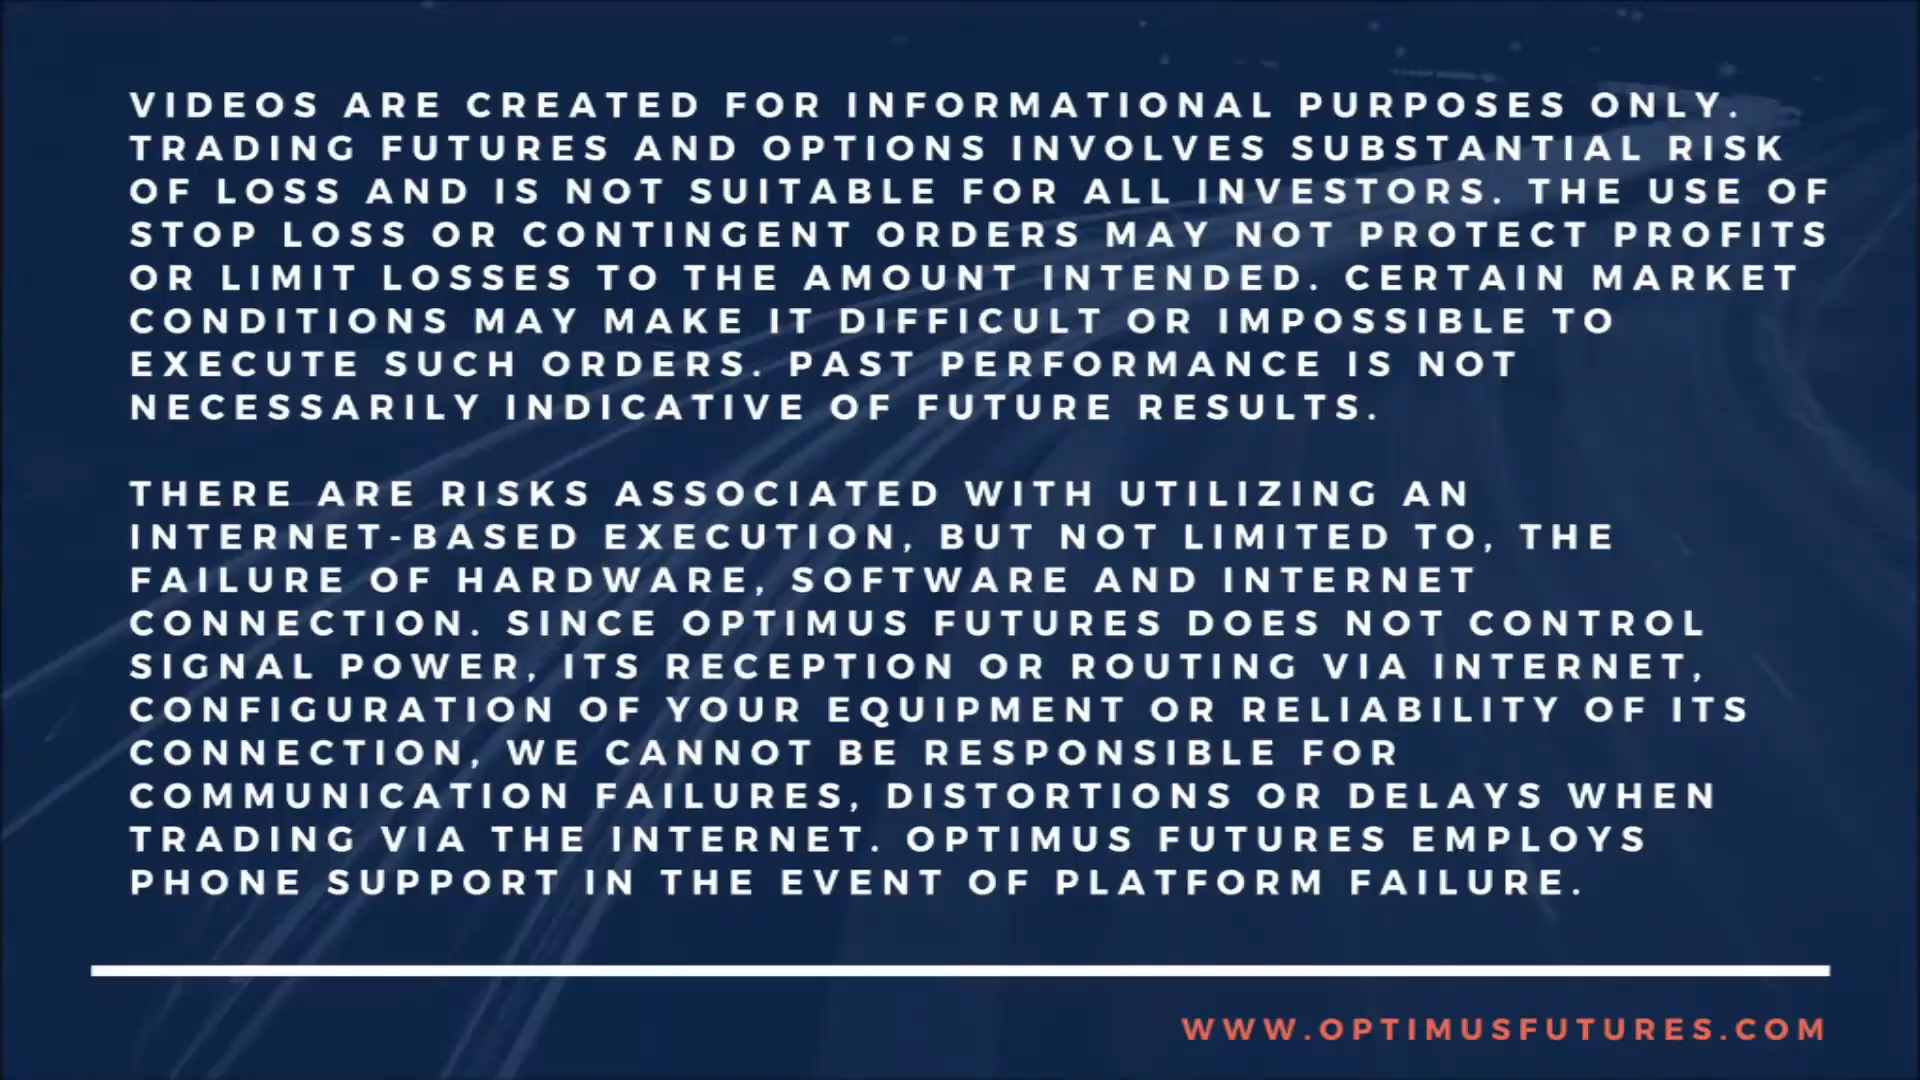 VIDEOS ARE CREATED FOR INFORMATIONAL PURPOSES ONLY.
TRADING FUTURES AND OPTIONS INVOLVES SUBSTANTIAL RISK
OF LOSS AND IS NOT SUITABLE FOR ALL INVESTORS. THE USE OF
STOP LOSS OR CONTINGENT ORDERS MAY NOT PROTECT PROFITS
OR LIMIT LOSSES TO THE AMOUNT INTENDED. CERTAIN MARKET
CONDITIONS MAY MAKE IT DIFFICULT OR IMPOSSIBLE TO
EXECUTE SUCH ORDERS. PAST PERFORMANCE IS NOT
NECESSARILY INDICATIVE OF FUTURE RESULTS.
THERE ARE RISKS ASSOCIATED WITH UTILIZING AN
INTERNET-BASED EXECUTION, BUT NOT LIMITED TO, THE
FAILURE OF HARDWARE, SOFTWARE AND INTERNET
CONNECTION. SINCE OPTIMUS FUTURES DOES NOT CONTROL
SIGNAL POWER, ITS RECEPTION OR ROUTING VIA INTERNET,
CONFIGURATION OF YOUR EQUIPMENT OR RELIABILITY OF ITS
CONNECTION, WE CANNOT BE RESPONSIBLE FOR
COMMUNICATION FAILURES, DISTORTIONS OR DELAYS WHEN
TRADING VIA THE INTERNET. OPTIMUS FUTURES EMPLOYS
PHONE SUPPORT IN THE EVENT OF PLATFORM FAILURE.
WWW.OPTIMUSFUTURES.COM